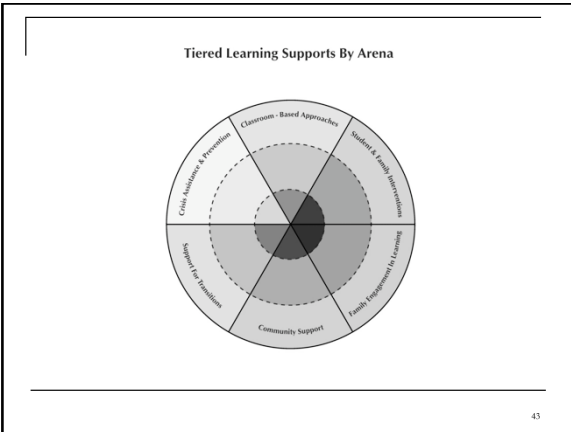 Tiered Learning Supports By Arena
Classroom - Based Approaches
Student & Family Interventions
Family Engagement In Learning
Community Support
Support For Transitions
Crisis Assistance & Prevention
43